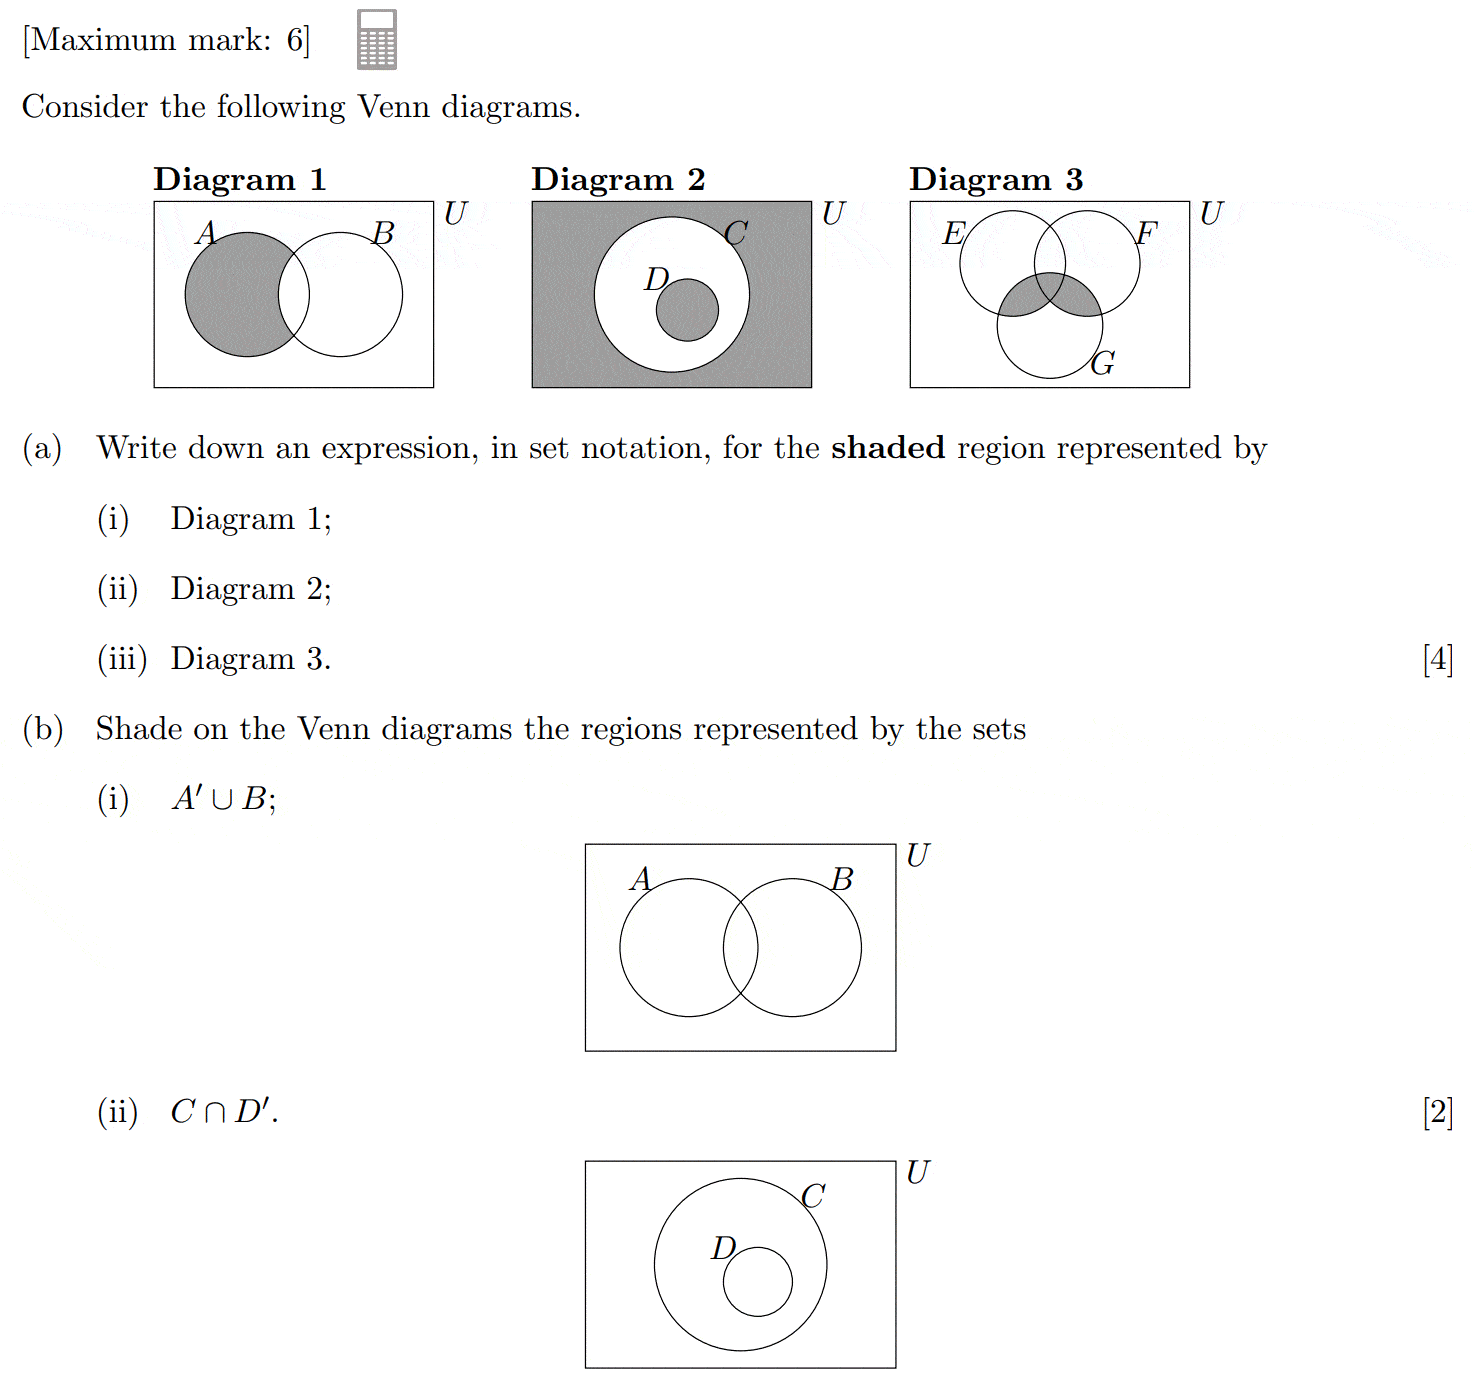 [Maximum mark: 6]
Consider the following Venn diagrams.
Diagram 1 Diagram 2 Diagram 3
A B U D C U E F G U
(a) Write down an expression, in set notation, for the shaded region represented by
(i) Diagram 1;
(ii) Diagram 2;
(iii) Diagram 3. [4]
(b) Shade on the Venn diagrams the regions represented by the sets
(i) A′ ∪ B;
A B U
(ii) C ∩ D′. [2]
C D U